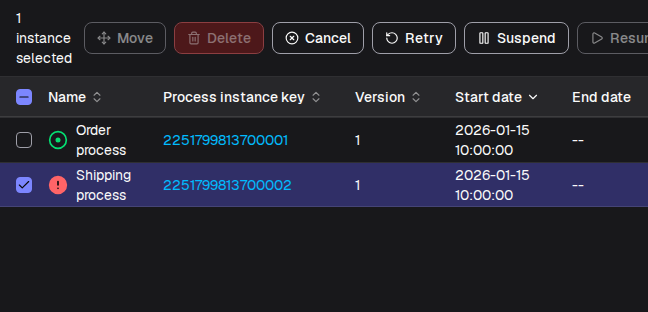 1
instance
selected
Move
Delete
Cancel
Retry
Suspend
Name
Process instance key
Version
Start date
End date
Order
process
2251799813700001
1
2026-01-15
10:00:00
--
Shipping
process
2251799813700002
1
2026-01-15
10:00:00
--